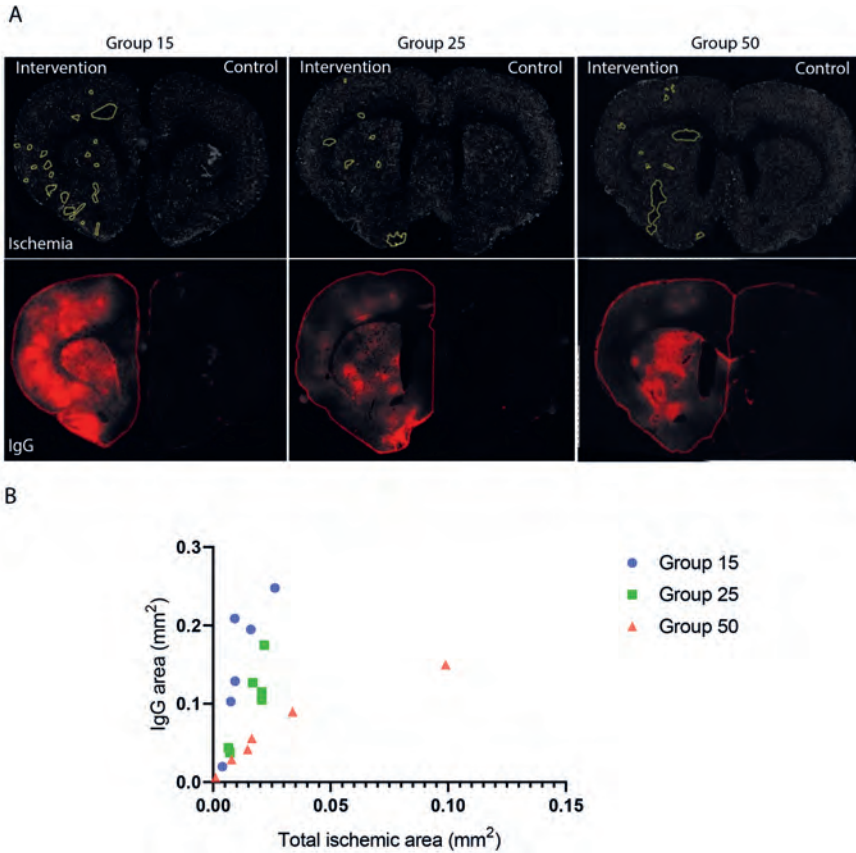 A
Group 15 Group 25 Group 50
Intervention Control Intervention Control Intervention Control
Ischemia
IgG
B
0.3
0.2
0.1
0.0
IgG area (mm²)
0.00 0.05 0.10 0.15
Total ischemic area (mm²)
Group 15
Group 25
Group 50